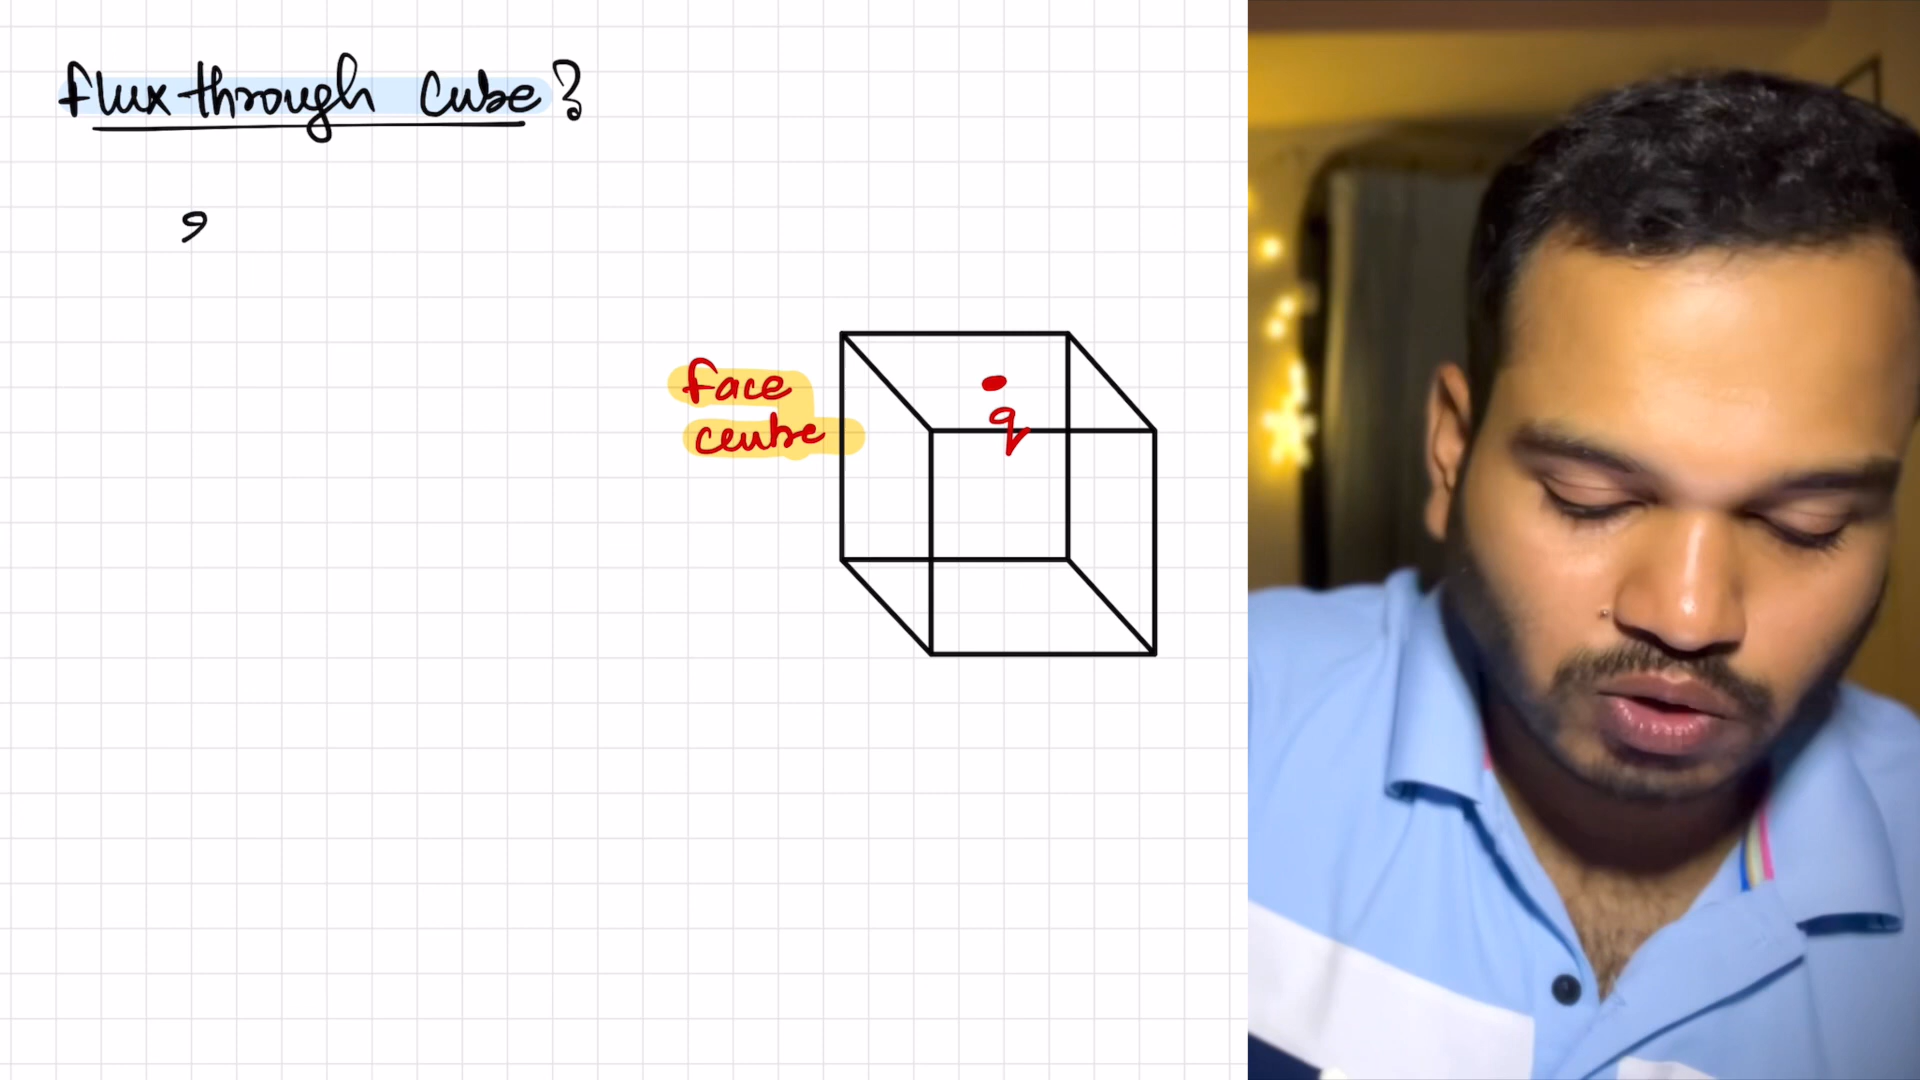 flux through Cube?
face
centre
q